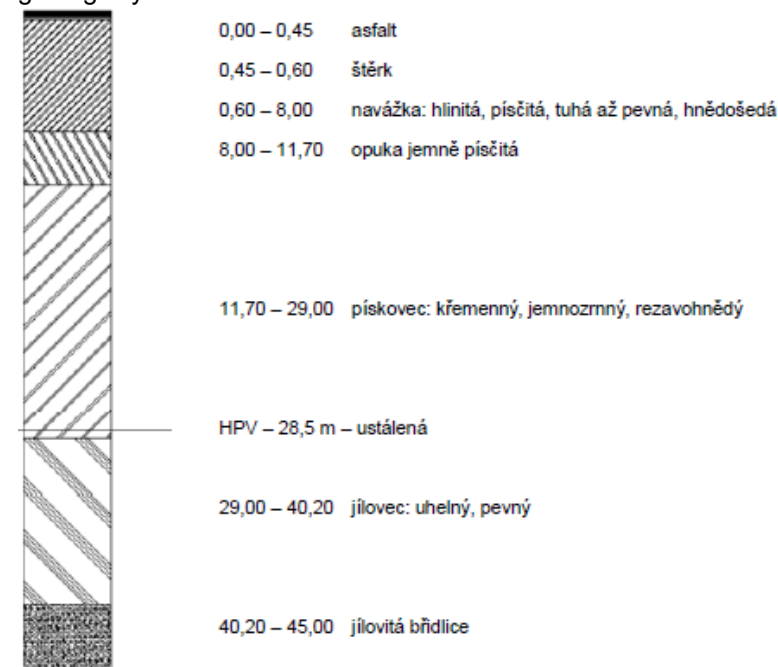 0,00 – 0,45 asfalt
0,45 – 0,60 štěrk
0,60 – 8,00 navážka: hlinitá, písčitá, tuhá až pevná, hnědošedá
8,00 – 11,70 opuka jemně písčitá
11,70 – 29,00 pískovec: křemenný, jemnozrnný, rezavohnědý
HPV – 28,5 m – ustálená
29,00 – 40,20 jílovec: uhelný, pevný
40,20 – 45,00 jílovitá břidlice